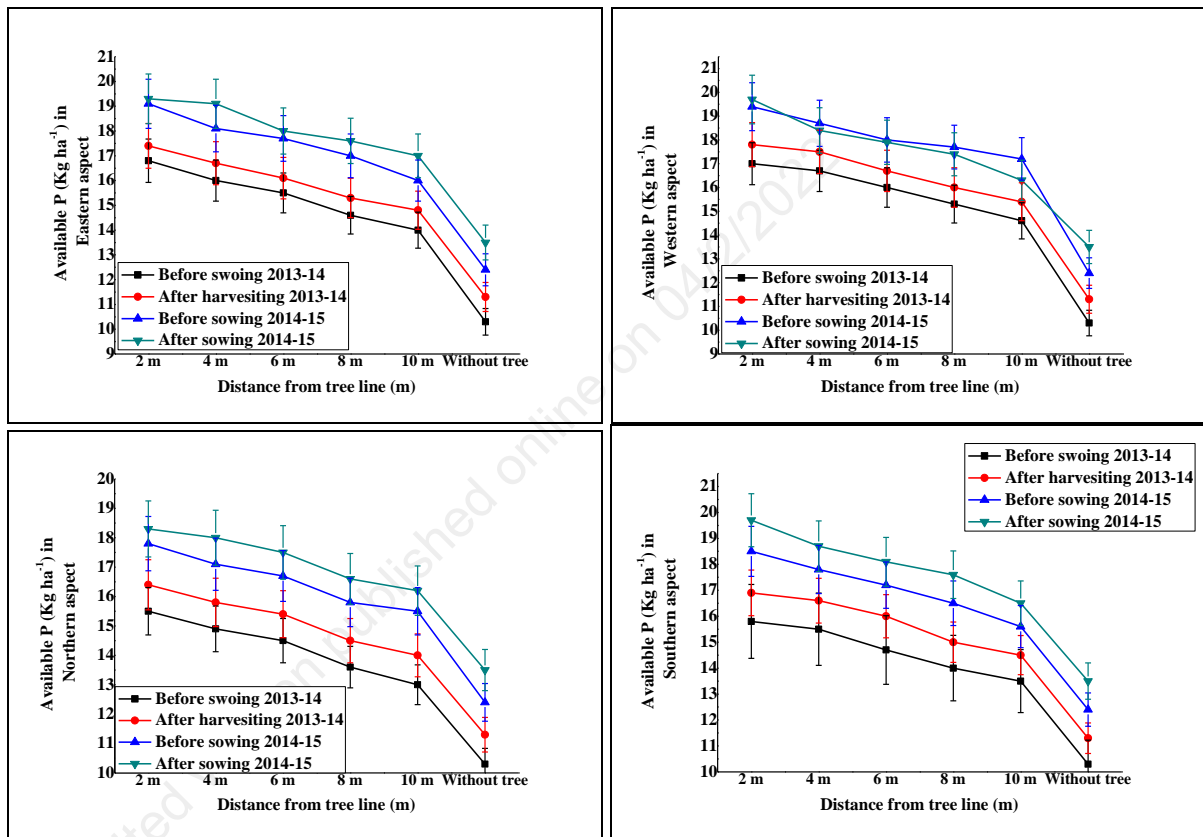 21
20
19
18
17
16
15
14
13
12
11
10
9
Available P (Kg ha⁻¹) in
Eastern aspect
Before swoing 2013-14
After harvesiting 2013-14
Before sowing 2014-15
After sowing 2014-15
2 m 4 m 6 m 8 m 10 m Without tree
Distance from tree line (m)
21
20
19
18
17
16
15
14
13
12
11
10
9
Available P (Kg ha⁻¹) in
Western aspect
Before swoing 2013-14
After harvesiting 2013-14
Before sowing 2014-15
After sowing 2014-15
2 m 4 m 6 m 8 m 10 m Without tree
Distance from tree line (m)
20
19
18
17
16
15
14
13
12
11
10
Available P (Kg ha⁻¹) in
Northern aspect
Before swoing 2013-14
After harvesiting 2013-14
Before sowing 2014-15
After sowing 2014-15
2 m 4 m 6 m 8 m 10 m Without tree
Distance from tree line (m)
21
20
19
18
17
16
15
14
13
12
11
10
Available P (Kg ha⁻¹) in
Southern aspect
Before swoing 2013-14
After harvesiting 2013-14
Before sowing 2014-15
After sowing 2014-15
2 m 4 m 6 m 8 m 10 m Without tree
Distance from tree line (m)
published online on 04/2/2022